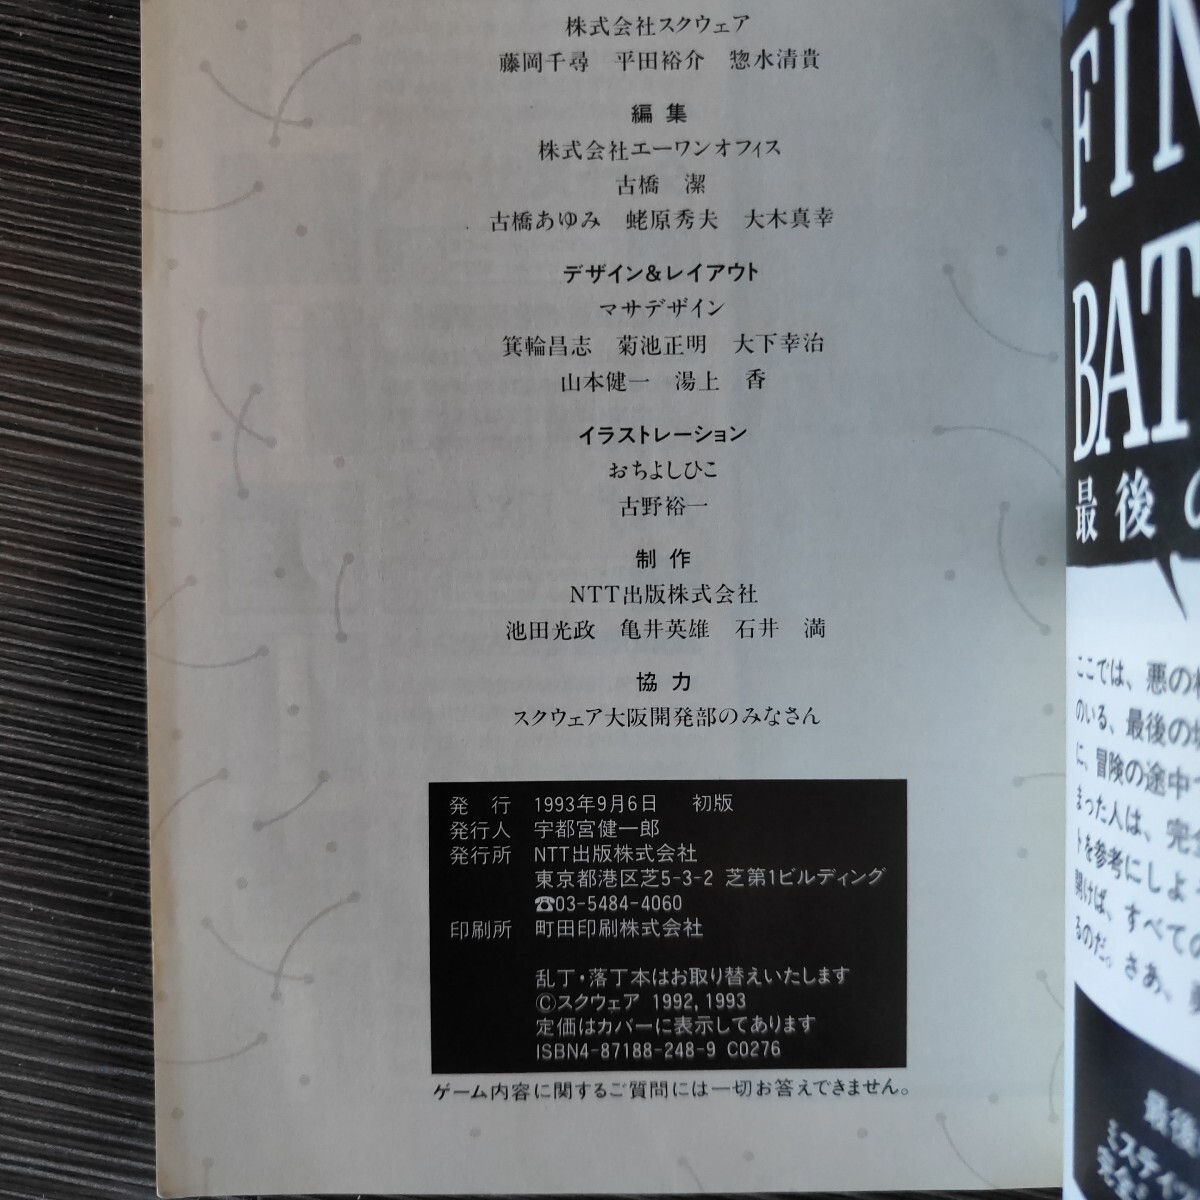 株式会社スクウェア
藤岡千尋　平田裕介　惣水清貴
編集
株式会社エーワンオフィス
古橋　潔
古橋あゆみ　蛯原秀夫　大木真幸
デザイン&レイアウト
マサデザイン
箕輪昌志　菊池正明　大下幸治
山本健一　湯上　香
イラストレーション
おちよしひこ
古野裕一
制作
NTT出版株式会社
池田光政　亀井英雄　石井　満
協力
スクウェア大阪開発部のみなさん
発　行　1993年9月6日　初版
発行人　宇都宮健一郎
発行所　NTT出版株式会社
東京都港区芝5-3-2 芝第1ビルディング
☎03-5484-4060
印刷所　町田印刷株式会社
乱丁・落丁本はお取り替えいたします
©スクウェア 1992,1993
定価はカバーに表示してあります
ISBN4-87188-248-9 C0276
ゲーム内容に関するご質問には一切お答えできません。
FIN
BAT
最後の
ここでは、悪の
のいる、最後の
に、冒険の途中
まった人は、完
トを参考にしよ
開けば、すべての
るのだ。さあ、
最後
ミスティ
完全